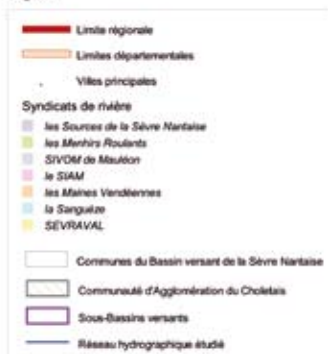 Limite régionale
Limites départementales
Villes principales
Syndicats de rivière
les Sources de la Sèvre Nantaise
les Menhirs Roulants
SIVOM de Mauléon
le SIAM
les Maines Vendéennes
la Sanguèze
SEVRAVAL
Communes du Bassin versant de la Sèvre Nantaise
Communauté d'Agglomération du Choletais
Sous-Bassins versants
Réseau hydrographique étudié